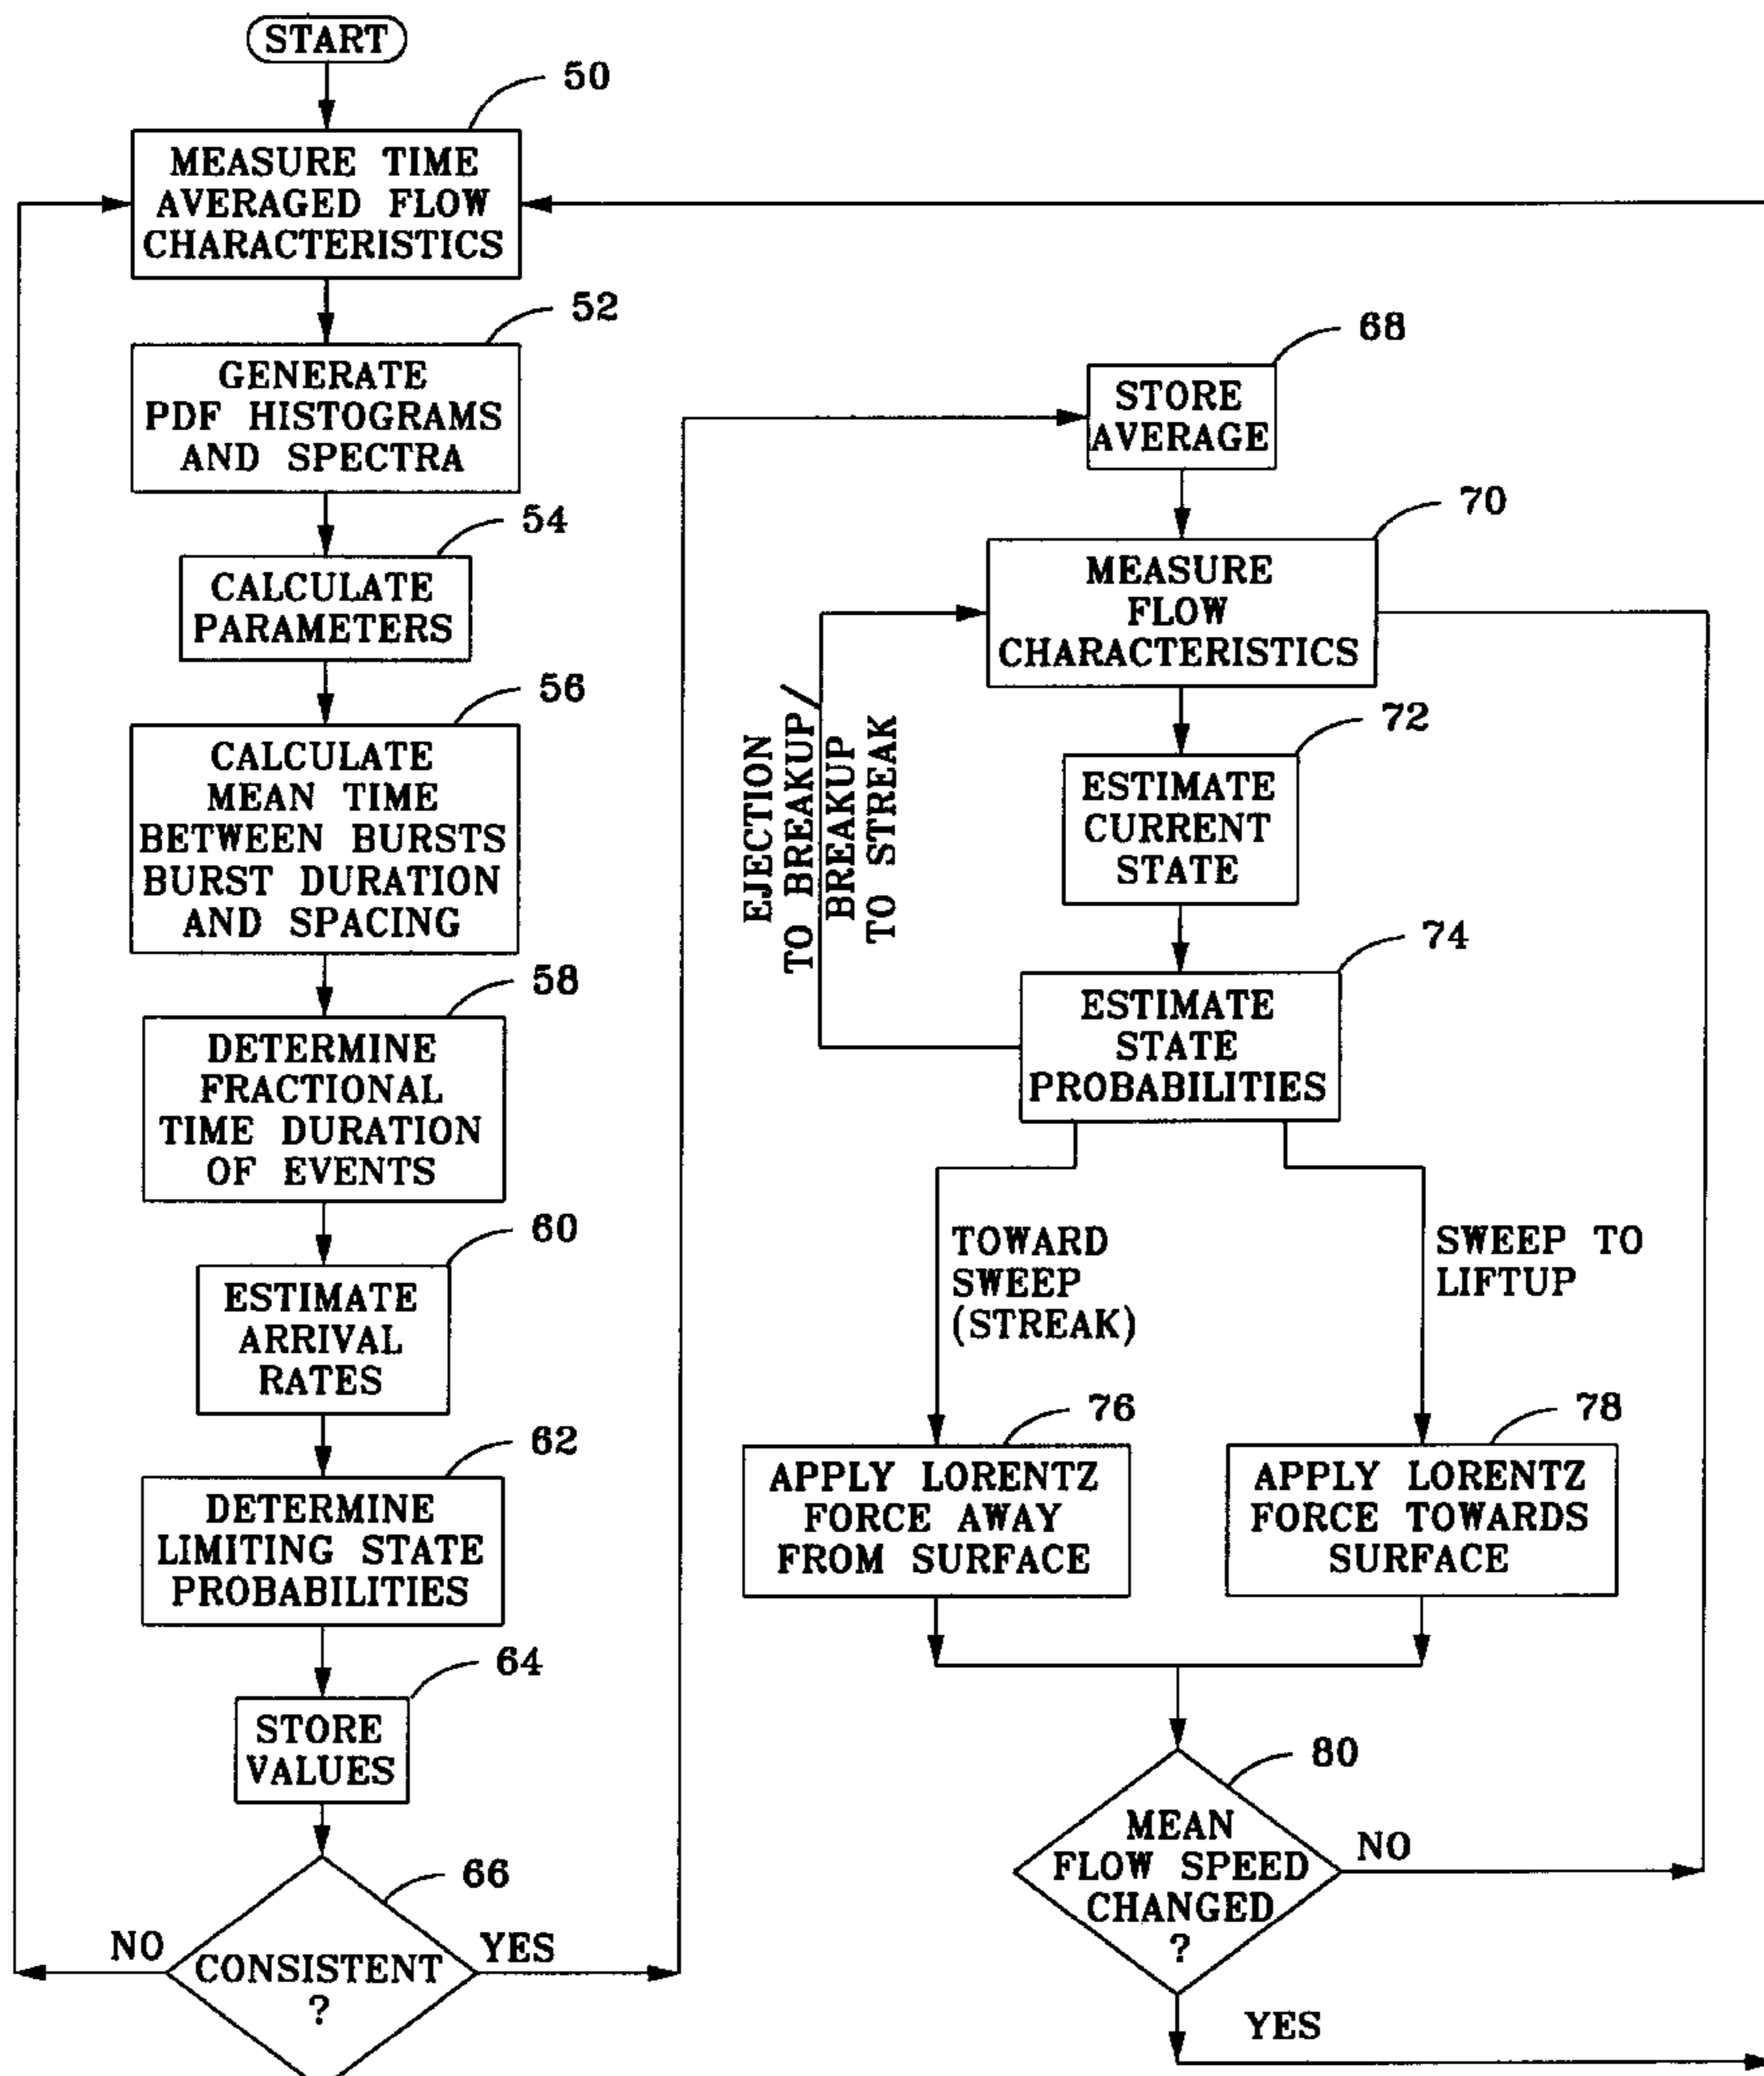 START
50
MEASURE TIME
AVERAGED FLOW
CHARACTERISTICS
52
GENERATE
PDF HISTOGRAMS
AND SPECTRA
54
CALCULATE
PARAMETERS
56
CALCULATE
MEAN TIME
BETWEEN BURSTS
BURST DURATION
AND SPACING
58
DETERMINE
FRACTIONAL
TIME DURATION
OF EVENTS
60
ESTIMATE
ARRIVAL
RATES
62
DETERMINE
LIMITING STATE
PROBABILITIES
64
STORE
VALUES
66
CONSISTENT
?
NO
YES
68
STORE
AVERAGE
70
MEASURE
FLOW
CHARACTERISTICS
72
ESTIMATE
CURRENT
STATE
74
ESTIMATE
STATE
PROBABILITIES
EJECTION
TO BREAKUP/
BREAKUP
TO STREAK
TOWARD
SWEEP
(STREAK)
SWEEP TO
LIFTUP
76
APPLY LORENTZ
FORCE AWAY
FROM SURFACE
78
APPLY LORENTZ
FORCE TOWARDS
SURFACE
80
MEAN
FLOW SPEED
CHANGED
?
NO
YES